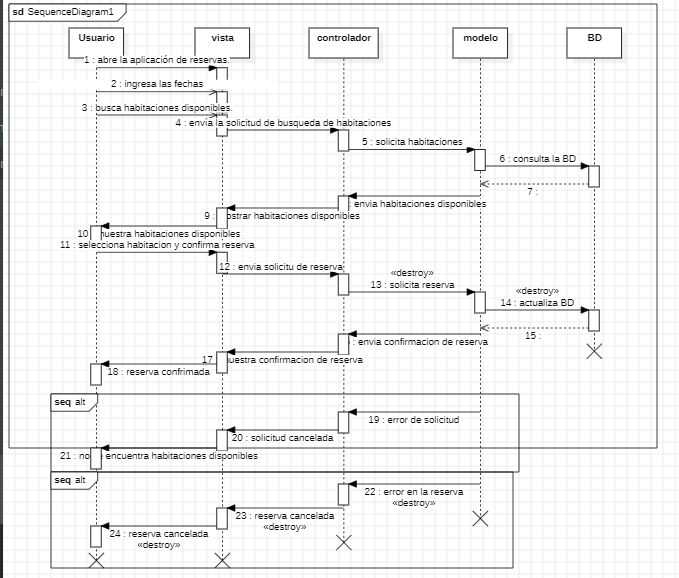 sd SequenceDiagram1
Usuario
vista
controlador
modelo
BD
1 : abre la aplicación de reservas.
2 : ingresa las fechas
3 : busca habitaciones disponibles.
4 : envia la solicitud de busqueda de habitaciones
5 : solicita habitaciones
6 : consulta la BD
7 :
: envia habitaciones disponibles
9 : ostrar habitaciones disponibles
10 uestra habitaciones disponibles
11 : selecciona habitacion y confirma reserva
12 : envia solicitu de reserva
«destroy»
13 : solicita reserva
«destroy»
14 : actualiza BD
15 :
: envia confirmacion de reserva
17 uestra confirmacion de reserva
18 : reserva confrimada
seq alt
19 : error de solicitud
20 : solicitud cancelada
21 : no encuentra habitaciones disponibles
seq alt
22 : error en la reserva
«destroy»
23 : reserva cancelada
«destroy»
24 : reserva cancelada
«destroy»